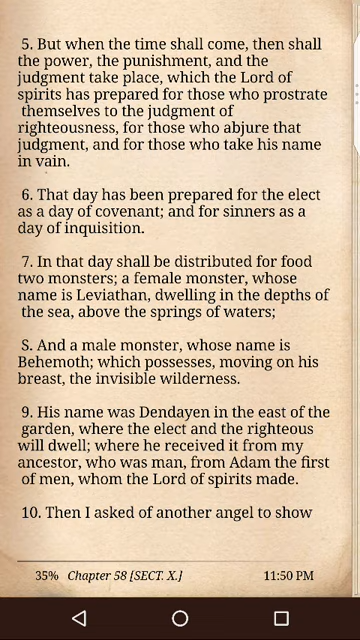 5. But when the time shall come, then shall
the power, the punishment, and the
judgment take place, which the Lord of
spirits has prepared for those who prostrate
themselves to the judgment of
righteousness, for those who abjure that
judgment, and for those who take his name
in vain.
6. That day has been prepared for the elect
as a day of covenant; and for sinners as a
day of inquisition.
7. In that day shall be distributed for food
two monsters; a female monster, whose
name is Leviathan, dwelling in the depths of
the sea, above the springs of waters;
S. And a male monster, whose name is
Behemoth; which possesses, moving on his
breast, the invisible wilderness.
9. His name was Dendayen in the east of the
garden, where the elect and the righteous
will dwell; where he received it from my
ancestor, who was man, from Adam the first
of men, whom the Lord of spirits made.
10. Then I asked of another angel to show
35% Chapter 58 [SECT. X.] 11:50 PM